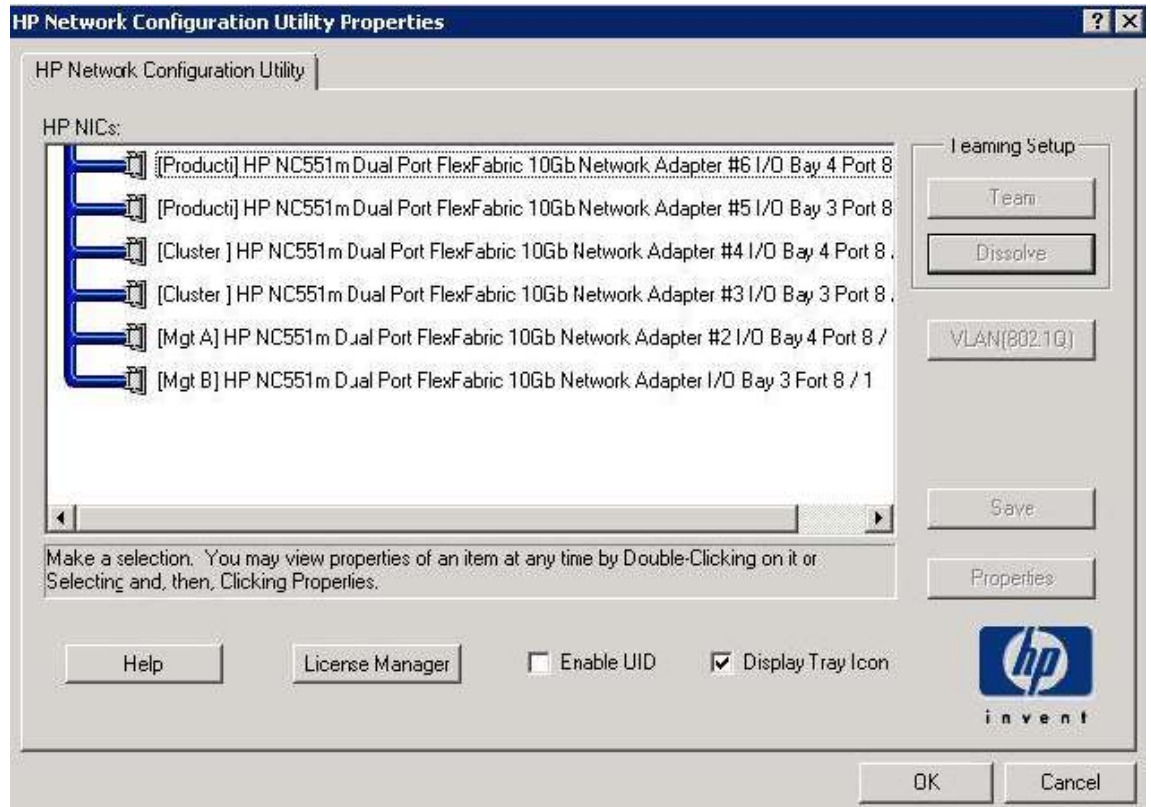 HP Network Configuration Utility Properties
HP Network Configuration Utility
HP NICs:
[Producti] HP NC551m Dual Port FlexFabric 10Gb Network Adapter #6 I/O Bay 4 Port 8
[Producti] HP NC551m Dual Port FlexFabric 10Gb Network Adapter #5 I/O Bay 3 Port 8
[Cluster ] HP NC551m Dual Port FlexFabric 10Gb Network Adapter #4 I/O Bay 4 Port 8
[Cluster ] HP NC551m Dual Port FlexFabric 10Gb Network Adapter #3 I/O Bay 3 Port 8
[Mgt A] HP NC551m Dual Port FlexFabric 10Gb Network Adapter #2 I/O Bay 4 Port 8 /
[Mgt B] HP NC551m Dual Port FlexFabric 10Gb Network Adapter I/O Bay 3 Port 8 / 1
Teaming Setup
Team
Dissolve
VLAN(802.1Q)
Save
Properties
Make a selection. You may view properties of an item at any time by Double-Clicking on it or
Selecting and, then, Clicking Properties.
Help
License Manager
Enable UID
Display Tray Icon
hp
invent
OK
Cancel